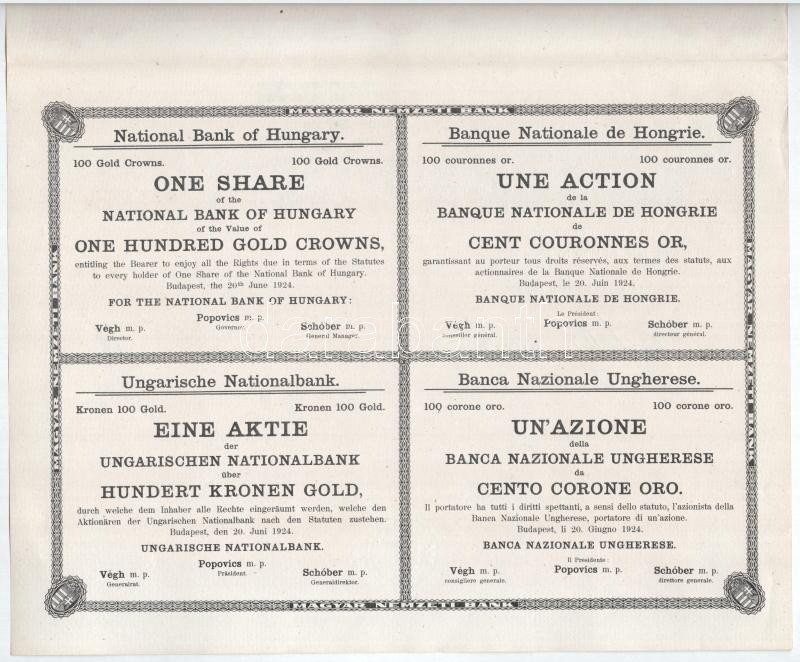 MAGYAR NEMZETI BANK
National Bank of Hungary.
100 Gold Crowns. 100 Gold Crowns.
ONE SHARE
of the
NATIONAL BANK OF HUNGARY
of the Value of
ONE HUNDRED GOLD CROWNS,
entitling the Bearer to enjoy all the Rights due in terms of the Statutes
to every holder of One Share of the National Bank of Hungary.
Budapest, the 20th June 1924.
FOR THE NATIONAL BANK OF HUNGARY:
Popovics m. p.
Governor.
Végh m. p. Schóber m. p.
Director. General Manager.
Banque Nationale de Hongrie.
100 couronnes or. 100 couronnes or.
UNE ACTION
de la
BANQUE NATIONALE DE HONGRIE
de
CENT COURONNES OR,
garantissant au porteur tous droits réservés, aux termes des statuts, aux
actionnaires de la Banque Nationale de Hongrie.
Budapest, le 20. Juin 1924.
BANQUE NATIONALE DE HONGRIE.
Le Président:
Popovics m. p.
Végh m. p. Schóber m. p.
conseiller général. directeur général.
Ungarische Nationalbank.
Kronen 100 Gold. Kronen 100 Gold.
EINE AKTIE
der
UNGARISCHEN NATIONALBANK
über
HUNDERT KRONEN GOLD,
durch welche dem Inhaber alle Rechte eingeräumt werden, welche den
Aktionären der Ungarischen Nationalbank nach den Statuten zustehen.
Budapest, den 20. Juni 1924.
UNGARISCHE NATIONALBANK.
Popovics m. p.
Präsident.
Végh m. p. Schóber m. p.
Generalrat. Generaldirektor.
Banca Nazionale Ungherese.
100 corone oro. 100 corone oro.
UN'AZIONE
della
BANCA NAZIONALE UNGHERESE
da
CENTO CORONE ORO.
Il portatore ha tutti i diritti spettanti, a sensi dello statuto, l'azionista della
Banca Nazionale Ungherese, portatore di un'azione.
Budapest, li 20. Giugno 1924.
BANCA NAZIONALE UNGHERESE.
Il Presidente:
Popovics m. p.
Végh m. p. Schóber m. p.
consigliere generale. direttore generale.
MAGYAR NEMZETI BANK
MAGYAR NEMZETI BANK
MAGYAR NEMZETI BANK
darabanth.com